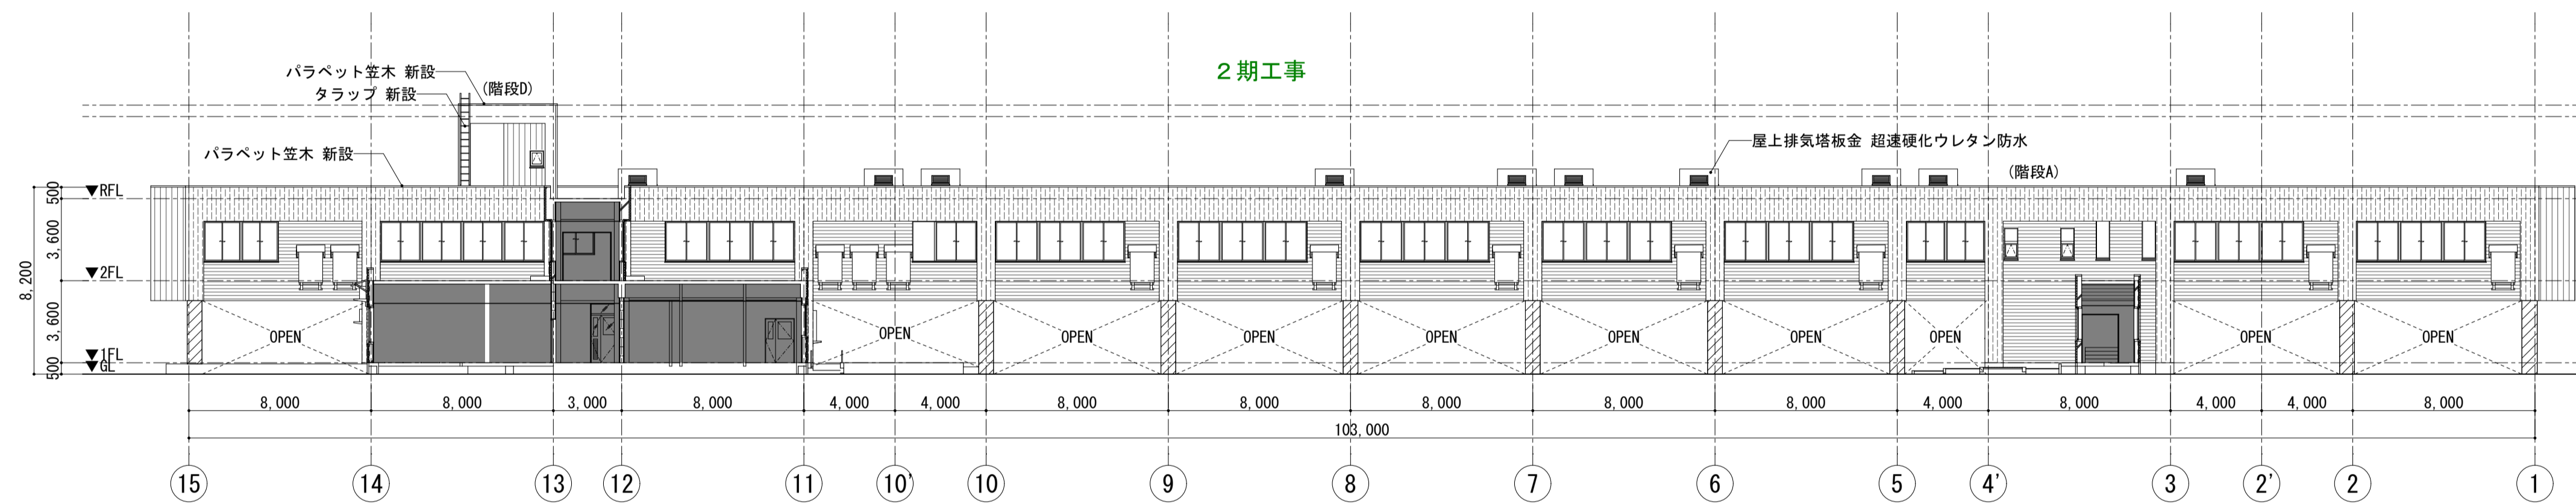 ２期工事
パラペット笠木 新設
(階段D)
タラップ 新設
屋上排気塔板金 超速硬化ウレタン防水
パラペット笠木 新設
(階段A)
▼RFL
500
3,600
▼2FL
8,200
3,600
▼1FL
▼GL
500
OPEN OPEN OPEN OPEN OPEN OPEN OPEN OPEN OPEN OPEN
8,000 8,000 3,000 8,000 4,000 4,000 8,000 8,000 8,000 8,000 8,000 4,000 8,000 4,000 4,000 8,000
103,000
15 14 13 12 11 10' 10 9 8 7 6 5 4' 3 2' 2 1